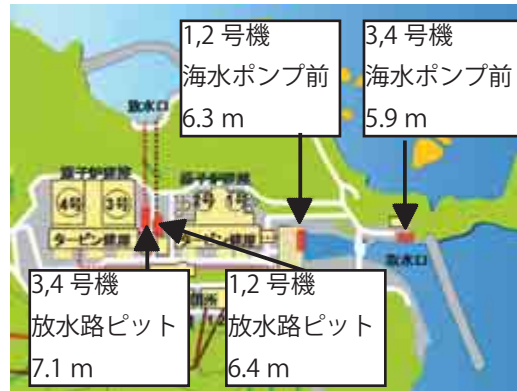 1,2 号機
海水ポンプ前
6.3 m
3,4 号機
海水ポンプ前
5.9 m
放水口
原子炉建屋
原子炉建屋
4号
3号
2号
1号
タービン建屋
タービン建屋
取水口
3,4 号機
放水路ピット
7.1 m
1,2 号機
放水路ピット
6.4 m